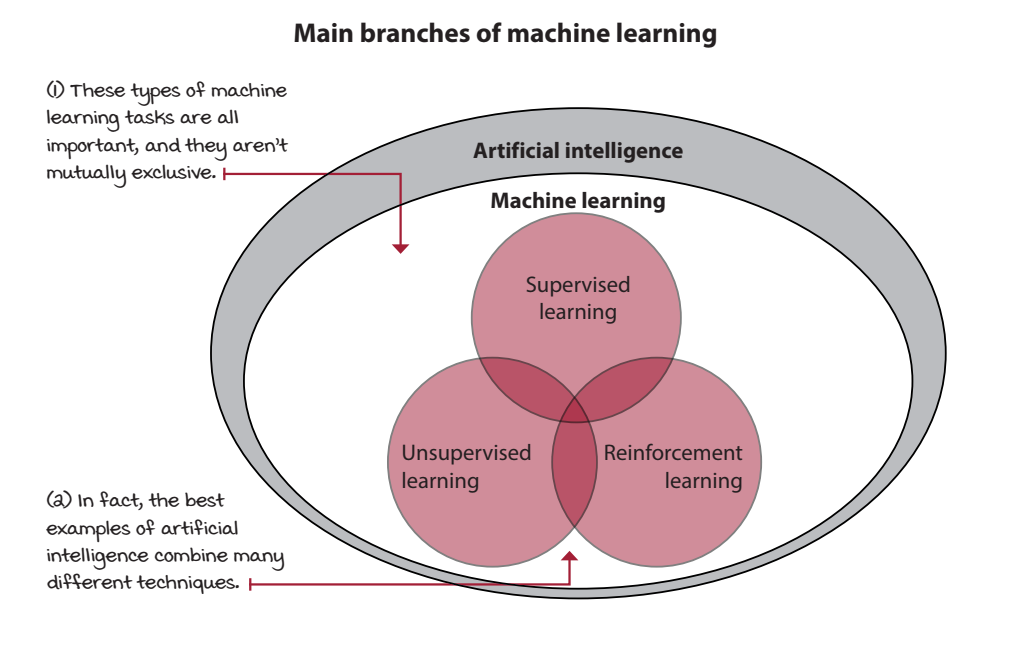 Main branches of machine learning
(1) These types of machine
learning tasks are all
important, and they aren't
mutually exclusive.
Artificial intelligence
Machine learning
Supervised
learning
Unsupervised
learning
Reinforcement
learning
(2) In fact, the best
examples of artificial
intelligence combine many
different techniques.